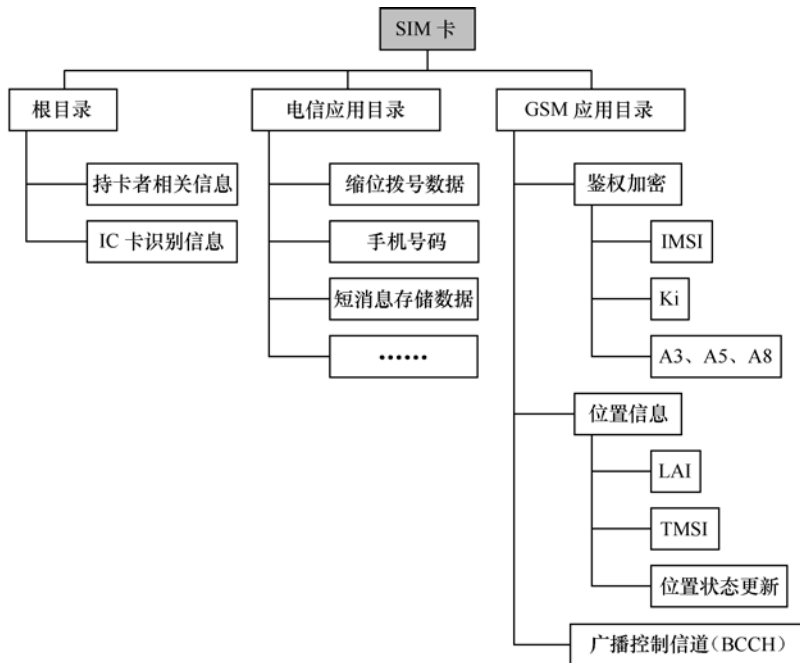 SIM 卡
根目录
电信应用目录
GSM 应用目录
持卡者相关信息
IC 卡识别信息
缩位拨号数据
手机号码
短消息存储数据
••••••
鉴权加密
IMSI
Ki
A3、A5、A8
位置信息
LAI
TMSI
位置状态更新
广播控制信道(BCCH)